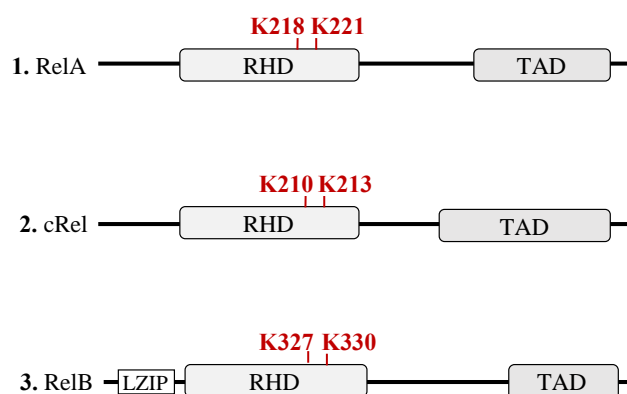 K218 K221
1. RelA RHD TAD
K210 K213
2. cRel RHD TAD
K327 K330
3. RelB LZIP RHD TAD